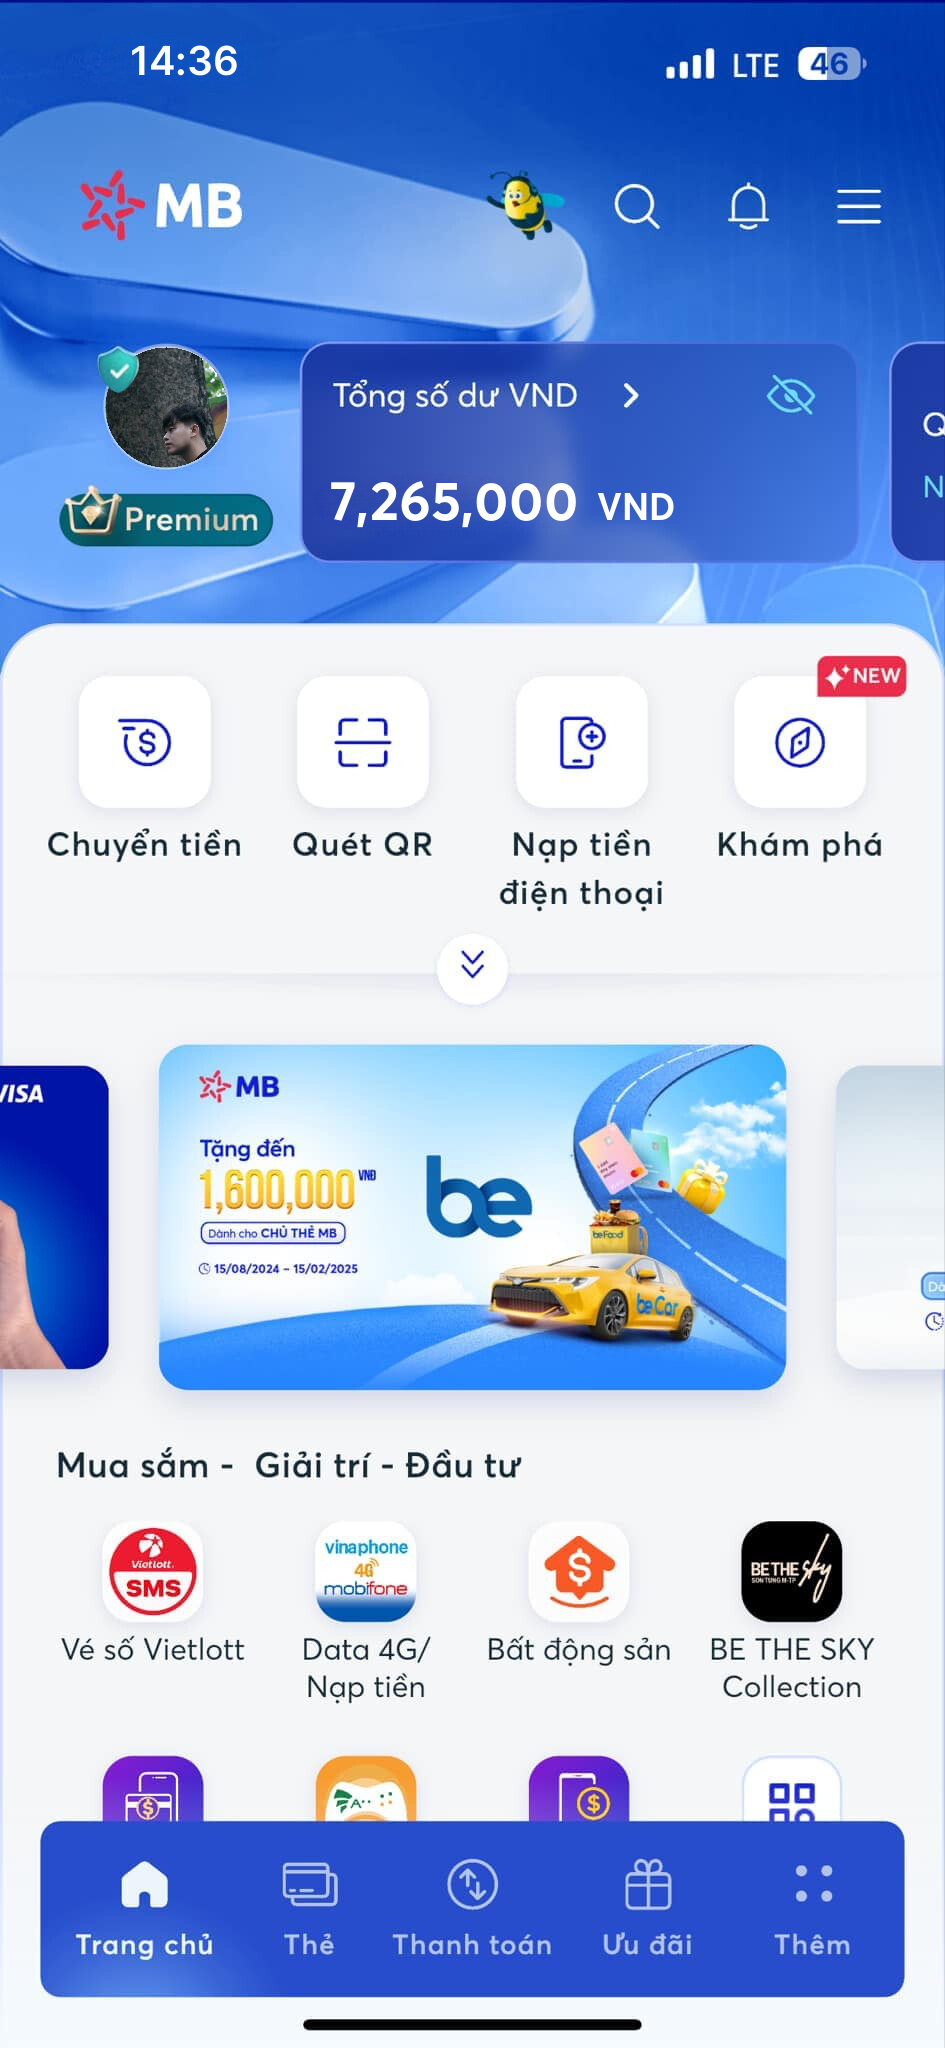 14:36
LTE
46
MB
Tổng số dư VND
Q
7,265,000 VND
N
Premium
NEW
Chuyển tiền
Quét QR
Nạp tiền
điện thoại
Khám phá
VISA
MB
Tặng đến
1,600,000 VNĐ
Dành cho CHỦ THẺ MB
15/08/2024 – 15/02/2025
be
beFood
beCar
Mua sắm - Giải trí - Đầu tư
Vietlott.
SMS
vinaphone
4G
mobifone
BE THE sky
SON TUNG M-TP
Vé số Vietlott
Data 4G/
Nạp tiền
Bất động sản
BE THE SKY
Collection
Trang chủ
Thẻ
Thanh toán
Ưu đãi
Thêm